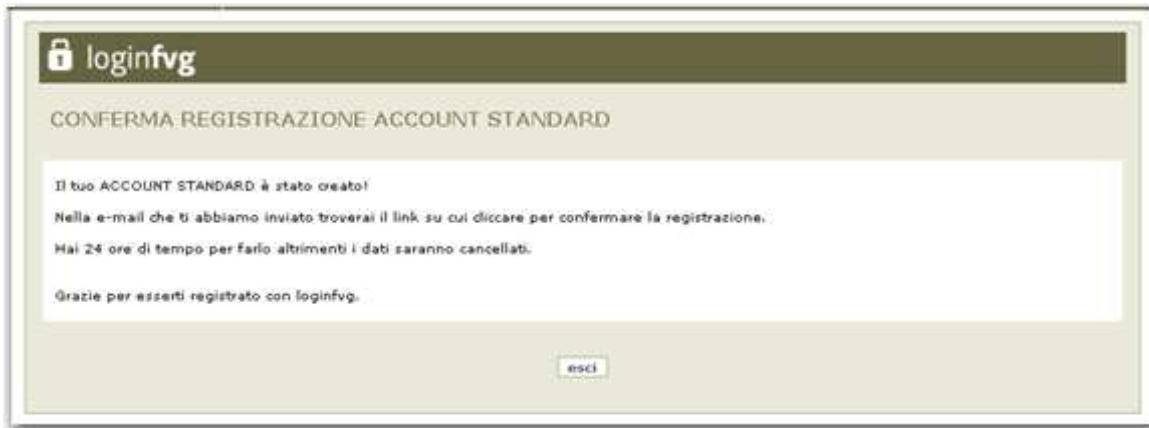 loginfvg
CONFERMA REGISTRAZIONE ACCOUNT STANDARD
Il tuo ACCOUNT STANDARD è stato creato!
Nella e-mail che ti abbiamo inviato troverai il link su cui cliccare per confermare la registrazione.
Hai 24 ore di tempo per farlo altrimenti i dati saranno cancellati.
Grazie per esserti registrato con loginfvg.
esci